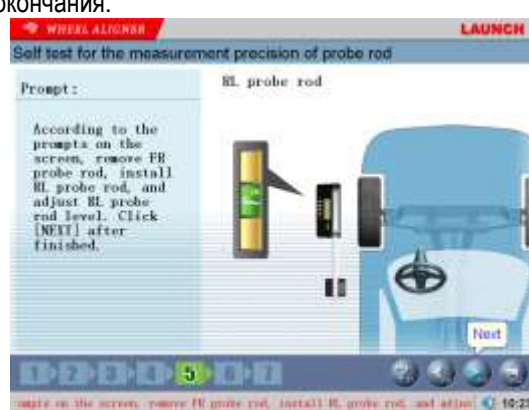 окончания.
WHEEL ALIGNER
LAUNCH
Self test for the measurement precision of probe rod
Prompt:
RL probe rod
According to the
prompts on the
screen, remove FR
probe rod, install
RL probe rod, and
adjust RL probe
rod level. Click
[NEXT] after
finished.
Next
1 2 3 4 5 6 7
ompts on the screen, remove FR probe rod, install RL probe rod, and adjust